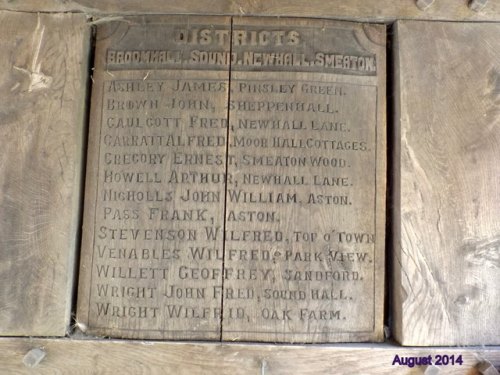 DISTRICTS
BROOMHALL, SOUND, NEWHALL, SMEATON.
ASHLEY JAMES, PINSLEY GREEN.
BROWN JOHN, SHEPPENHALL.
CAULCOTT FRED, NEWHALL LANE.
GARRATT ALFRED, MOOR HALL COTTAGES.
GREGORY ERNEST, SMEATON WOOD.
HOWELL ARTHUR, NEWHALL LANE.
NICHOLLS JOHN WILLIAM, ASTON.
PASS FRANK, ASTON.
STEVENSON WILFRED, TOP O' TOWN
VENABLES WILFRED, PARK VIEW.
WILLETT GEOFFREY, SANDFORD.
WRIGHT JOHN FRED, SOUND HALL.
WRIGHT WILFRID, OAK FARM.
August 2014